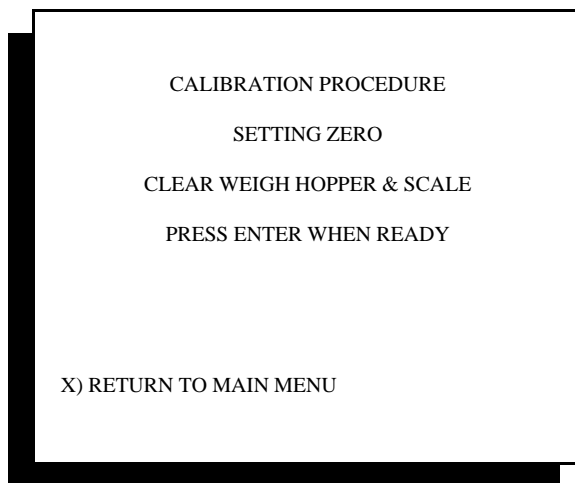 CALIBRATION PROCEDURE
SETTING ZERO
CLEAR WEIGH HOPPER & SCALE
PRESS ENTER WHEN READY
X) RETURN TO MAIN MENU